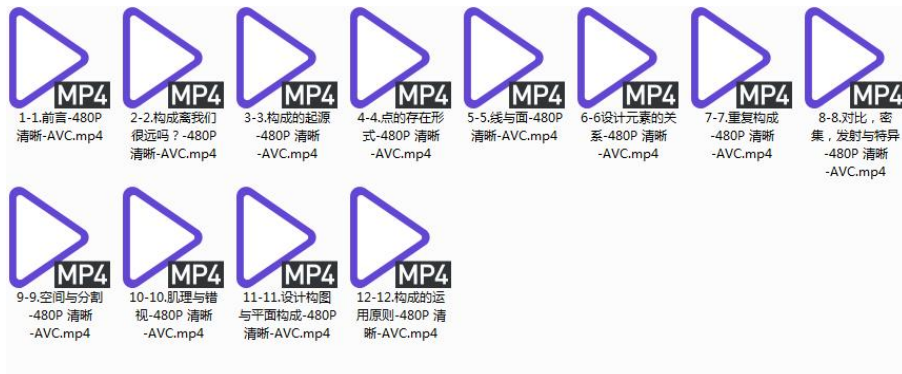 MP4
1-1.前言-480P
清晰-AVC.mp4
MP4
2-2.构成离我们
很远吗？-480P
清晰-AVC.mp4
MP4
3-3.构成的起源
-480P 清晰
-AVC.mp4
MP4
4-4.点的存在形
式-480P 清晰
-AVC.mp4
MP4
5-5.线与面-480P
清晰-AVC.mp4
MP4
6-6设计元素的关
系-480P 清晰
-AVC.mp4
MP4
7-7.重复构成
-480P 清晰
-AVC.mp4
MP4
8-8.对比，密
集，发射与特异
-480P 清晰
-AVC.mp4
MP4
9-9.空间与分割
-480P 清晰
-AVC.mp4
MP4
10-10.肌理与错
视-480P 清晰
-AVC.mp4
MP4
11-11.设计构图
与平面构成-480P
清晰-AVC.mp4
MP4
12-12.构成的运
用原则-480P 清
晰-AVC.mp4